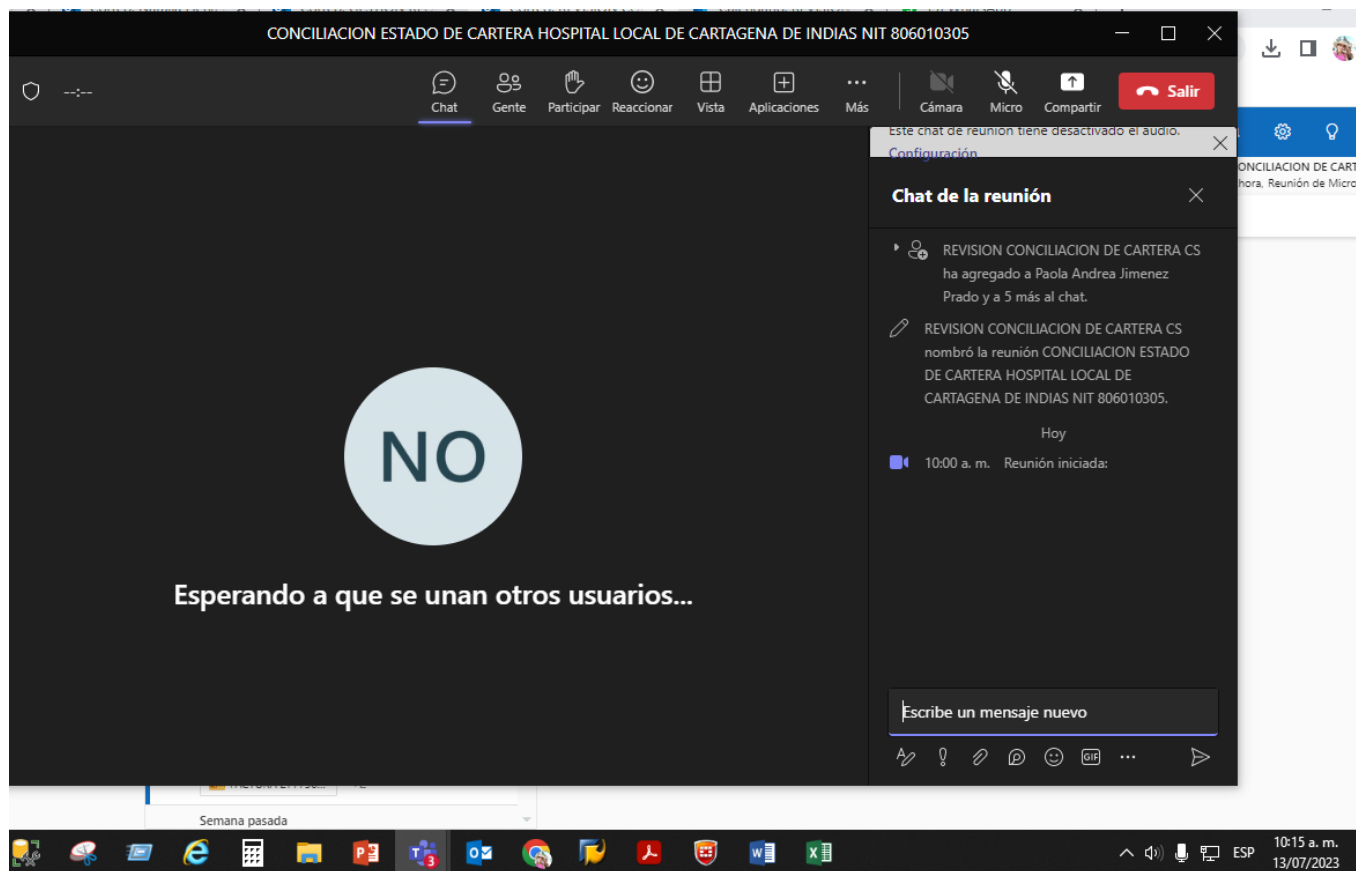 CONCILIACION ESTADO DE CARTERA HOSPITAL LOCAL DE CARTAGENA DE INDIAS NIT 806010305
--:--
Chat
Gente
Participar
Reaccionar
Vista
Aplicaciones
Más
Cámara
Micro
Compartir
Salir
Este chat de reunión tiene desactivado el audio.
Configuración
ONCILIACION DE CART
hora, Reunión de Micro
Chat de la reunión
REVISION CONCILIACION DE CARTERA CS
ha agregado a Paola Andrea Jimenez
Prado y a 5 más al chat.
REVISION CONCILIACION DE CARTERA CS
nombró la reunión CONCILIACION ESTADO
DE CARTERA HOSPITAL LOCAL DE
CARTAGENA DE INDIAS NIT 806010305.
Hoy
10:00 a. m. Reunión iniciada:
NO
Esperando a que se unan otros usuarios...
Escribe un mensaje nuevo
GIF
Semana pasada
3
ESP
10:15 a. m.
13/07/2023